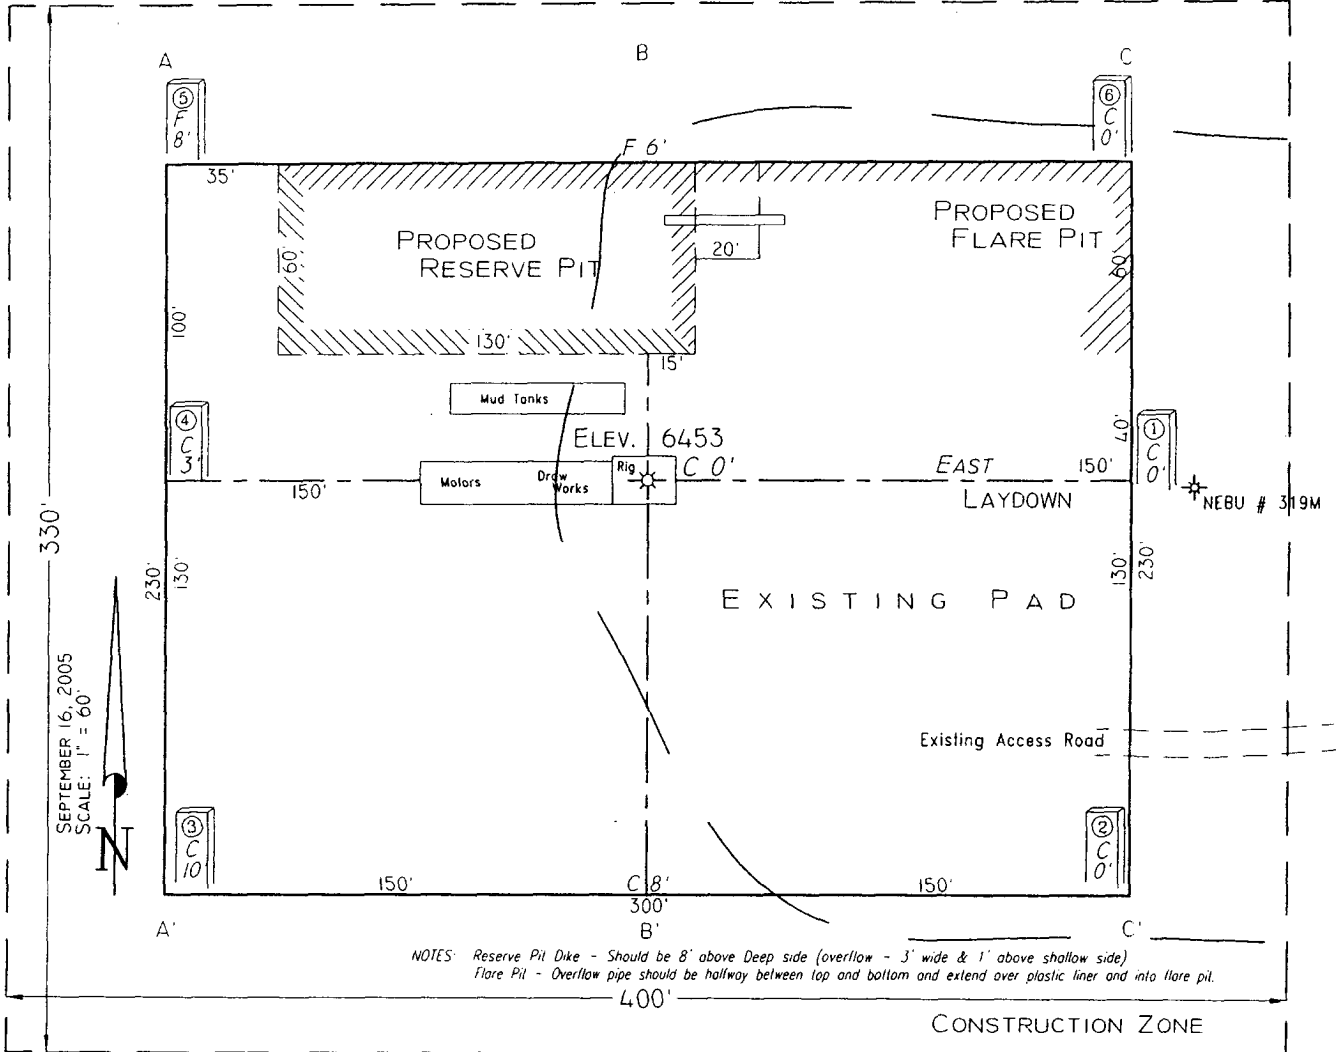 A
B
C
5
F
8'
6
C
0'
F 6'
35'
PROPOSED
RESERVE PIT
60'
20'
PROPOSED
FLARE PIT
60'
100'
130'
15'
Mud Tanks
4
C
3'
ELEV. 6453
C 0'
Rig
Motors
Draw
Works
150'
EAST
LAYDOWN
150'
40'
1
C
0'
NEBU # 319M
330'
230'
130'
130'
230'
EXISTING PAD
SEPTEMBER 16, 2005
SCALE: 1" = 60'
N
Existing Access Road
3
C
10'
2
C
0'
150'
C 8'
300'
150'
A'
B'
C'
NOTES: Reserve Pit Dike - Should be 8' above Deep side (overflow - 3' wide & 1' above shallow side)
Flare Pit - Overflow pipe should be halfway between top and bottom and extend over plastic liner and into flare pit.
400'
CONSTRUCTION ZONE